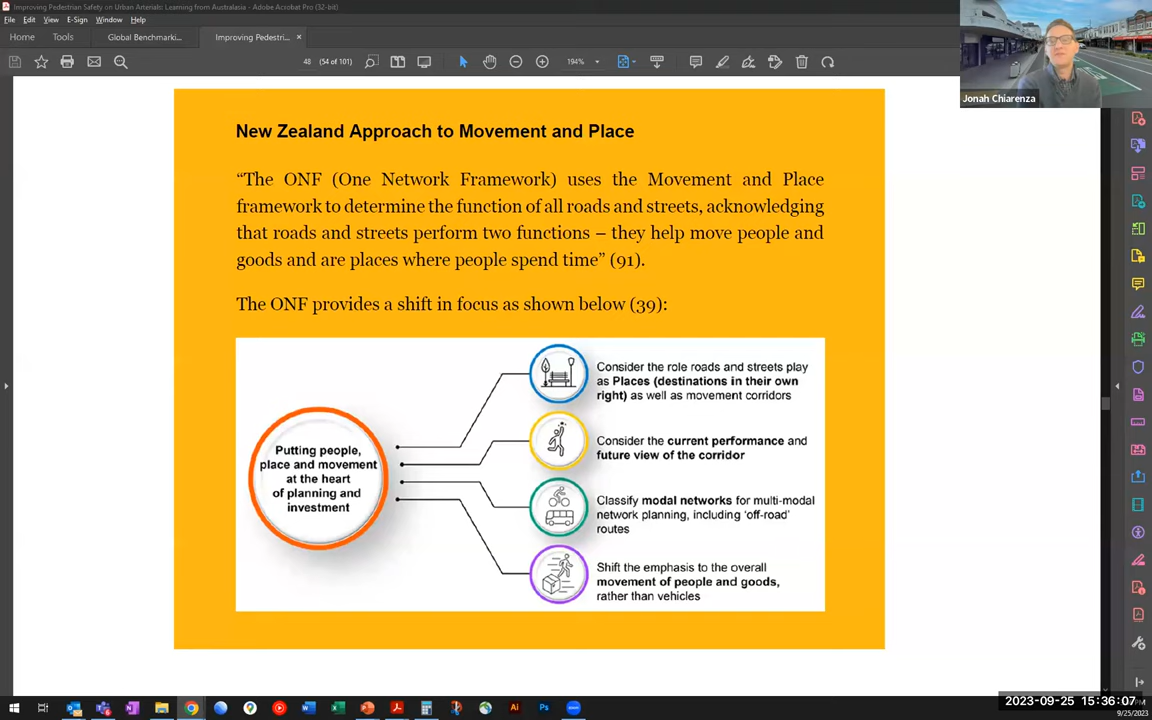 Improving Pedestrian Safety on Urban Arterials: Learning from Australasia - Adobe Acrobat Pro (32-bit)
File Edit View E-Sign Window Help
Home Tools Global Benchmarki... Improving Pedestri... ×
48 (54 of 101) 194%
Jonah Chiarenza
New Zealand Approach to Movement and Place
“The ONF (One Network Framework) uses the Movement and Place
framework to determine the function of all roads and streets, acknowledging
that roads and streets perform two functions – they help move people and
goods and are places where people spend time” (91).
The ONF provides a shift in focus as shown below (39):
Putting people,
place and movement
at the heart
of planning and
investment
Consider the role roads and streets play
as Places (destinations in their own
right) as well as movement corridors
Consider the current performance and
future view of the corridor
Classify modal networks for multi-modal
network planning, including ‘off-road’
routes
Shift the emphasis to the overall
movement of people and goods,
rather than vehicles
Ai Ps
2023-09-25 15:36:07
9/25/2023